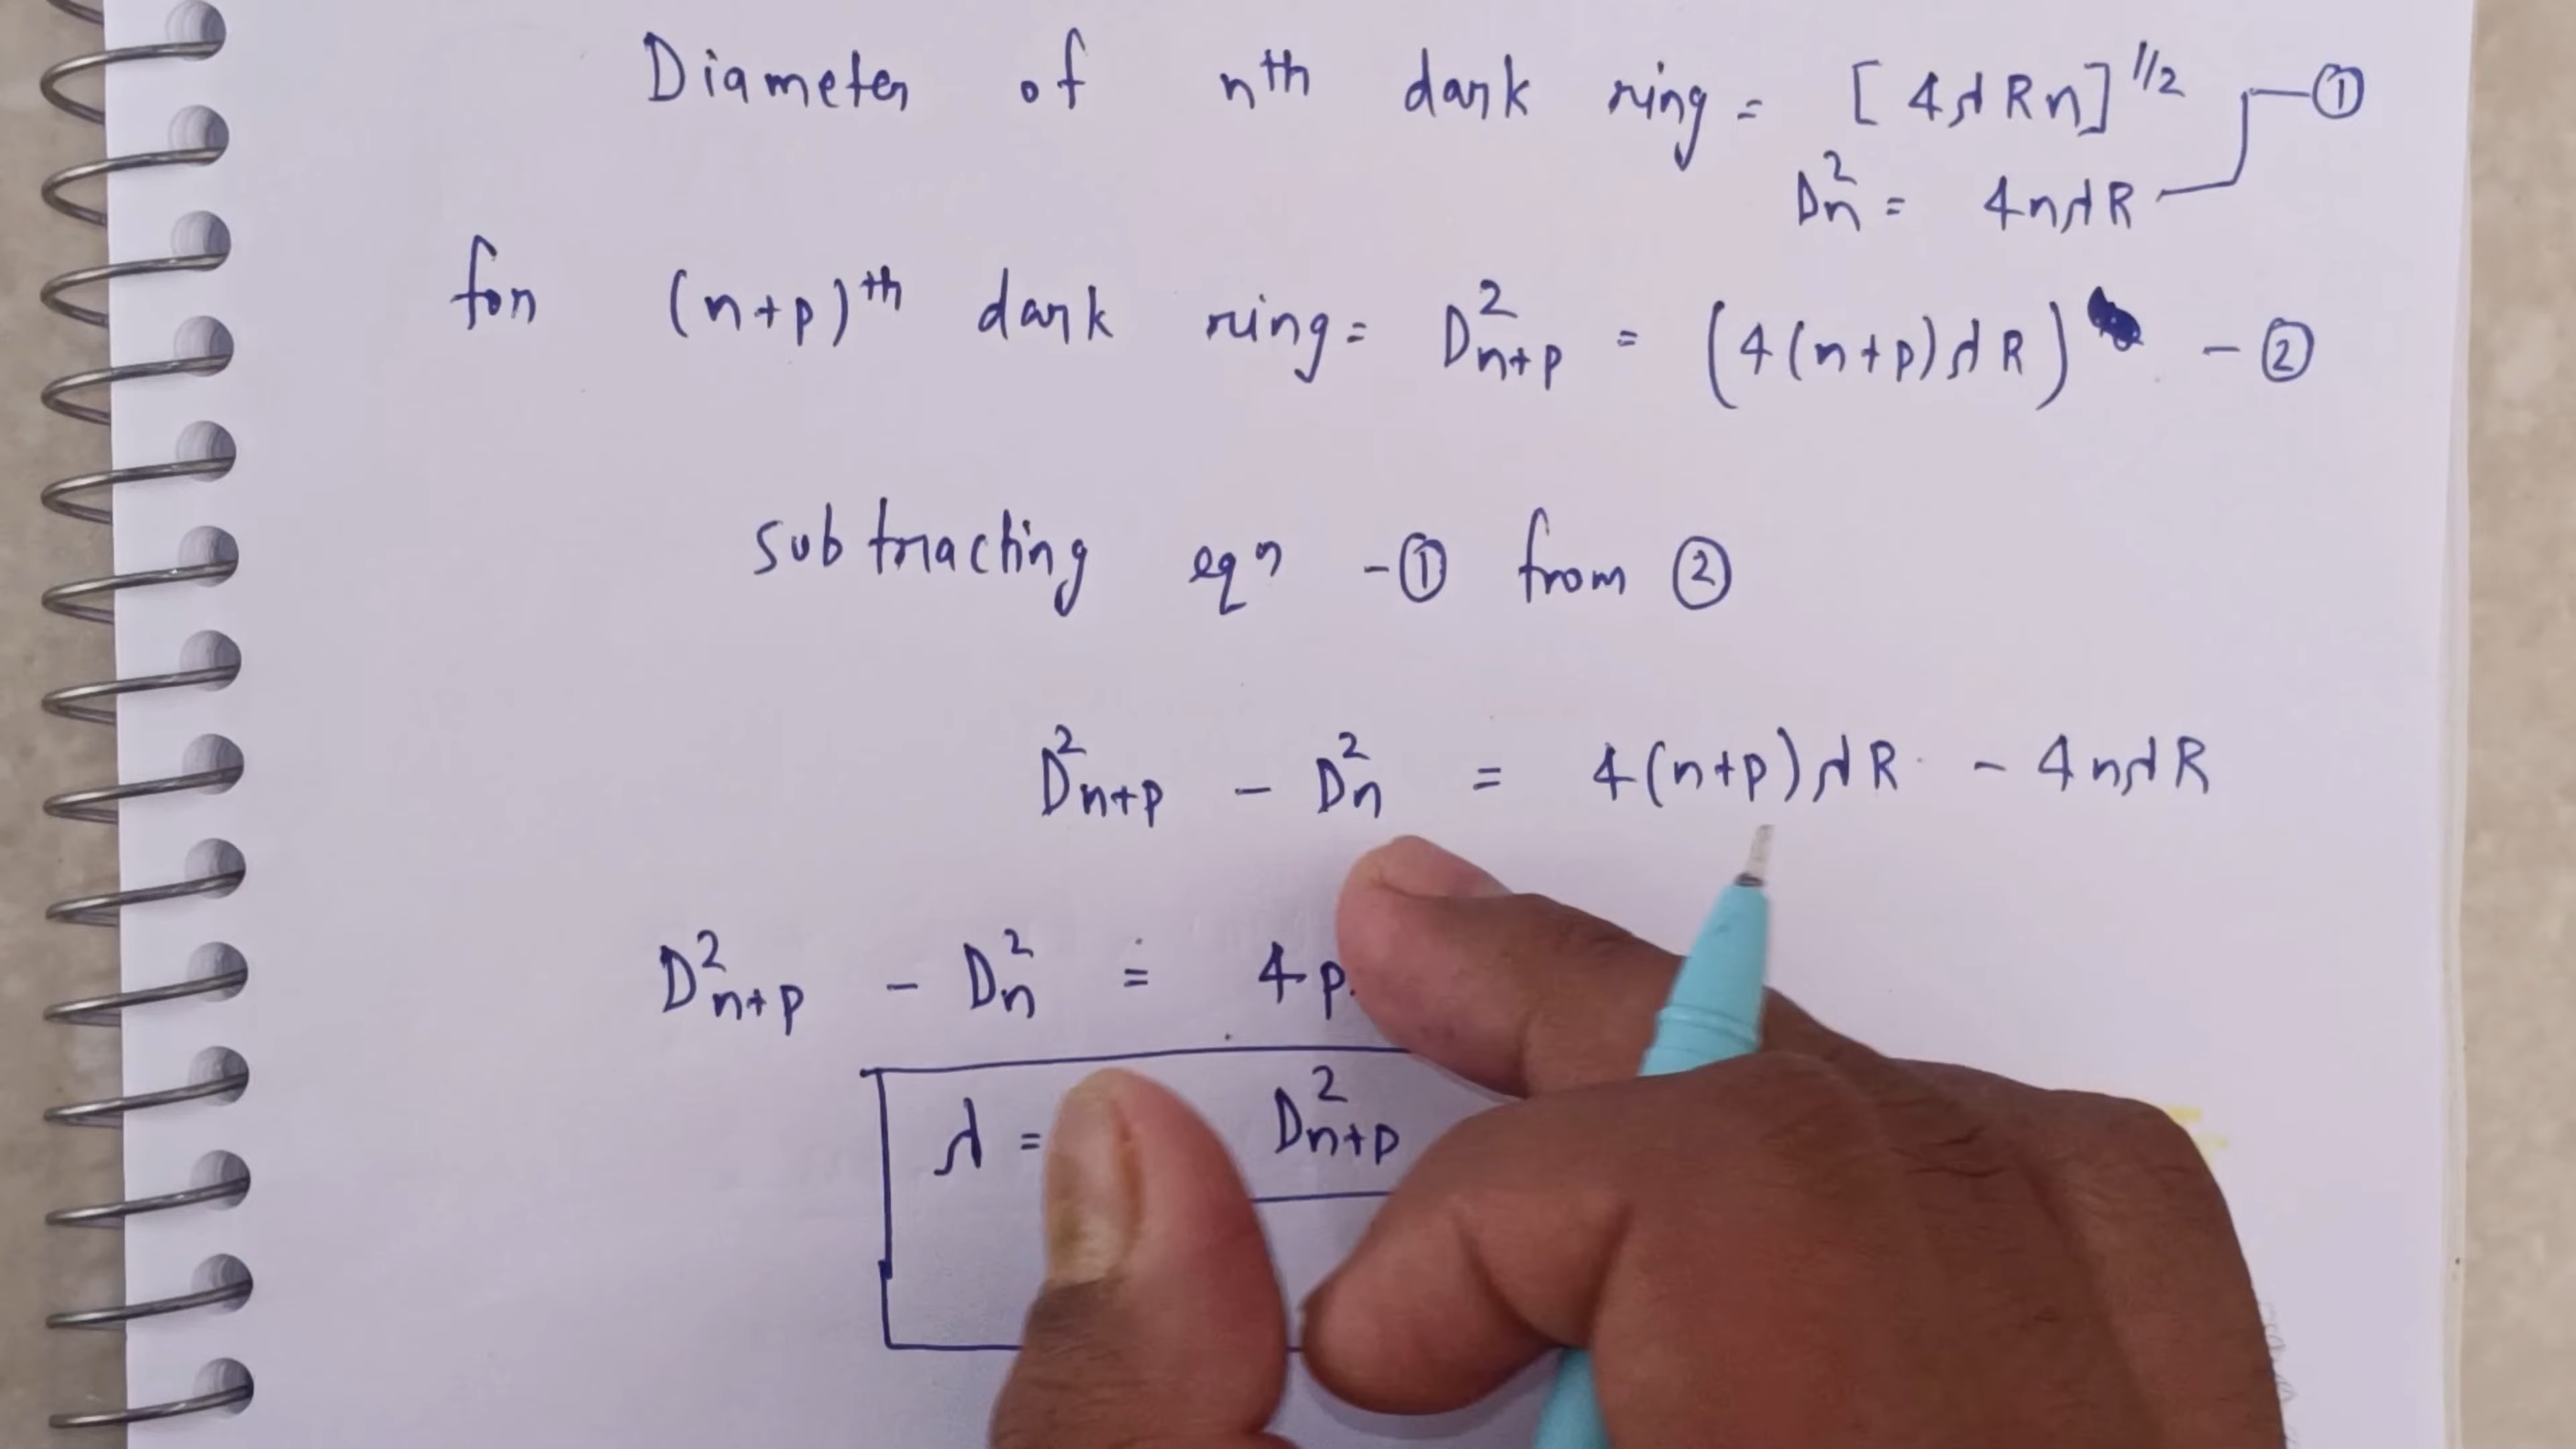 Diameter of nth dark ring = [4λRn]^1/2 ①
D²n = 4nλR
for (n+p)th dark ring = D²n+p = (4(n+p)λR) - ②
subtracting eqn - ① from ②
D²n+p - D²n = 4(n+p)λR - 4nλR
D²n+p - D²n = 4p
λ = D²n+p